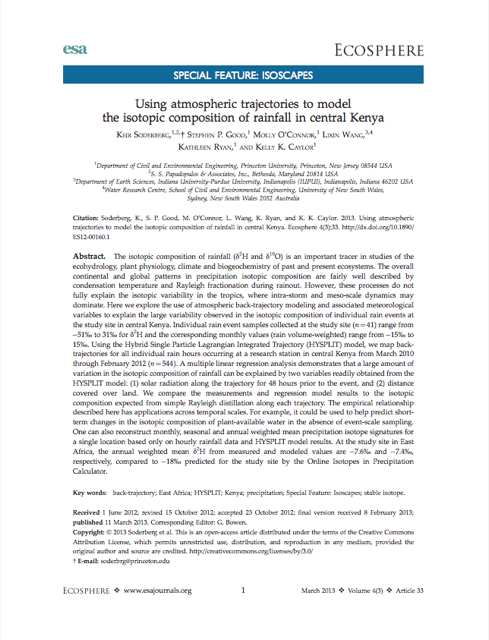 esa
ECOSPHERE
SPECIAL FEATURE: ISOSCAPES
Using atmospheric trajectories to model
the isotopic composition of rainfall in central Kenya
KEIR SODERBERG,1,2,† STEPHEN P. GOOD,1 MOLLY O'CONNOR,1 LIXIN WANG,3,4
KATHLEEN RYAN,1 AND KELLY K. CAYLOR1
1Department of Civil and Environmental Engineering, Princeton University, Princeton, New Jersey 08544 USA
2S. S. Papadopulos & Associates, Inc., Bethesda, Maryland 20814 USA
3Department of Earth Sciences, Indiana University-Purdue University, Indianapolis (IUPUI), Indianapolis, Indiana 46202 USA
4Water Research Centre, School of Civil and Environmental Engineering, University of New South Wales,
Sydney, New South Wales 2052 Australia
Citation: Soderberg, K., S. P. Good, M. O'Connor, L. Wang, K. Ryan, and K. K. Caylor. 2013. Using atmospheric
trajectories to model the isotopic composition of rainfall in central Kenya. Ecosphere 4(3):33. http://dx.doi.org/10.1890/
ES12-00160.1
Abstract. The isotopic composition of rainfall (δ2H and δ18O) is an important tracer in studies of the
ecohydrology, plant physiology, climate and biogeochemistry of past and present ecosystems. The overall
continental and global patterns in precipitation isotopic composition are fairly well described by
condensation temperature and Rayleigh fractionation during rainout. However, these processes do not
fully explain the isotopic variability in the tropics, where intra-storm and meso-scale dynamics may
dominate. Here we explore the use of atmospheric back-trajectory modeling and associated meteorological
variables to explain the large variability observed in the isotopic composition of individual rain events at
the study site in central Kenya. Individual rain event samples collected at the study site (n = 41) range from
−51‰ to 31‰ for δ2H and the corresponding monthly values (rain volume-weighted) range from −15‰ to
15‰. Using the Hybrid Single Particle Lagrangian Integrated Trajectory (HYSPLIT) model, we map back-
trajectories for all individual rain hours occurring at a research station in central Kenya from March 2010
through February 2012 (n = 544). A multiple linear regression analysis demonstrates that a large amount of
variation in the isotopic composition of rainfall can be explained by two variables readily obtained from the
HYSPLIT model: (1) solar radiation along the trajectory for 48 hours prior to the event, and (2) distance
covered over land. We compare the measurements and regression model results to the isotopic
composition expected from simple Rayleigh distillation along each trajectory. The empirical relationship
described here has applications across temporal scales. For example, it could be used to help predict short-
term changes in the isotopic composition of plant-available water in the absence of event-scale sampling.
One can also reconstruct monthly, seasonal and annual weighted mean precipitation isotope signatures for
a single location based only on hourly rainfall data and HYSPLIT model results. At the study site in East
Africa, the annual weighted mean δ2H from measured and modeled values are −7.6‰ and −7.4‰,
respectively, compared to −18‰ predicted for the study site by the Online Isotopes in Precipitation
Calculator.
Key words: back-trajectory; East Africa; HYSPLIT; Kenya; precipitation; Special Feature: Isoscapes; stable isotope.
Received 1 June 2012; revised 15 October 2012; accepted 23 October 2012; final version received 8 February 2013;
published 11 March 2013. Corresponding Editor: G. Bowen.
Copyright: © 2013 Soderberg et al. This is an open-access article distributed under the terms of the Creative Commons
Attribution License, which permits unrestricted use, distribution, and reproduction in any medium, provided the
original author and source are credited. http://creativecommons.org/licenses/by/3.0/
† E-mail: soderbrg@princeton.edu
ECOSPHERE ❖ www.esajournals.org 1 March 2013 ❖ Volume 4(3) ❖ Article 33